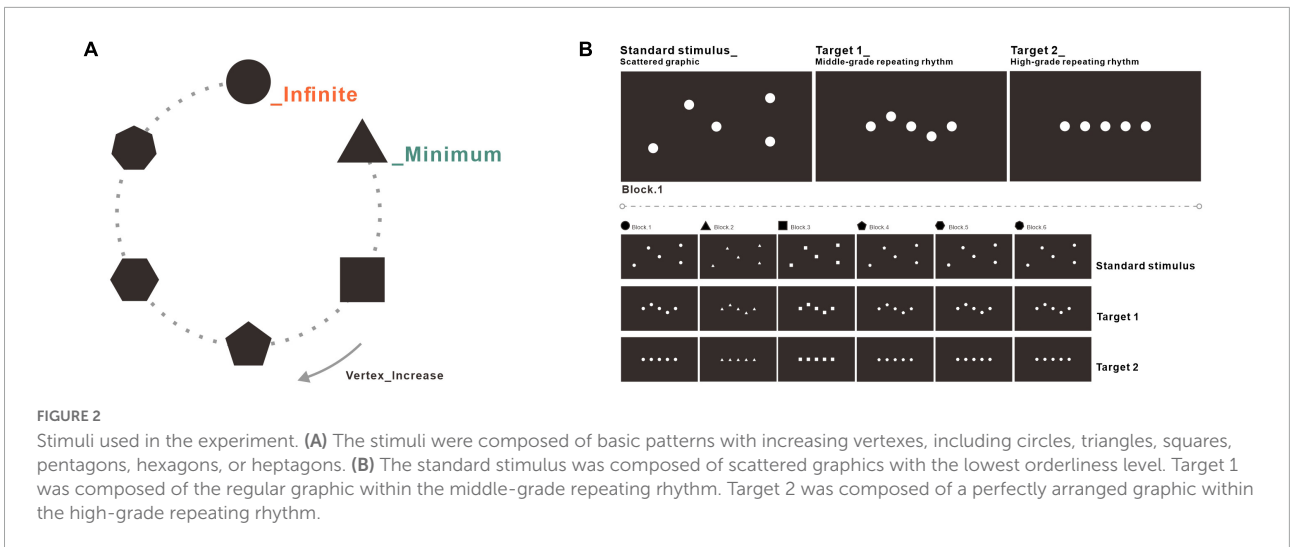 A
_Infinite
_Minimum
Vertex_Increase
B
Standard stimulus_
Scattered graphic
Target 1_
Middle-grade repeating rhythm
Target 2_
High-grade repeating rhythm
Block.1
Block.1 Block.2 Block.3 Block.4 Block.5 Block.6
Standard stimulus
Target 1
Target 2
FIGURE 2
Stimuli used in the experiment. (A) The stimuli were composed of basic patterns with increasing vertexes, including circles, triangles, squares,
pentagons, hexagons, or heptagons. (B) The standard stimulus was composed of scattered graphics with the lowest orderliness level. Target 1
was composed of the regular graphic within the middle-grade repeating rhythm. Target 2 was composed of a perfectly arranged graphic within
the high-grade repeating rhythm.